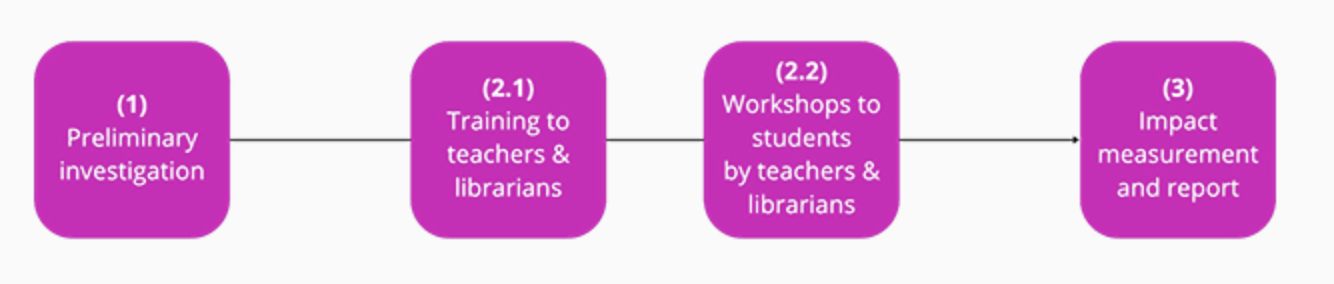 (1)
Preliminary
investigation
(2.1)
Training to
teachers &
librarians
(2.2)
Workshops to
students
by teachers &
librarians
(3)
Impact
measurement
and report